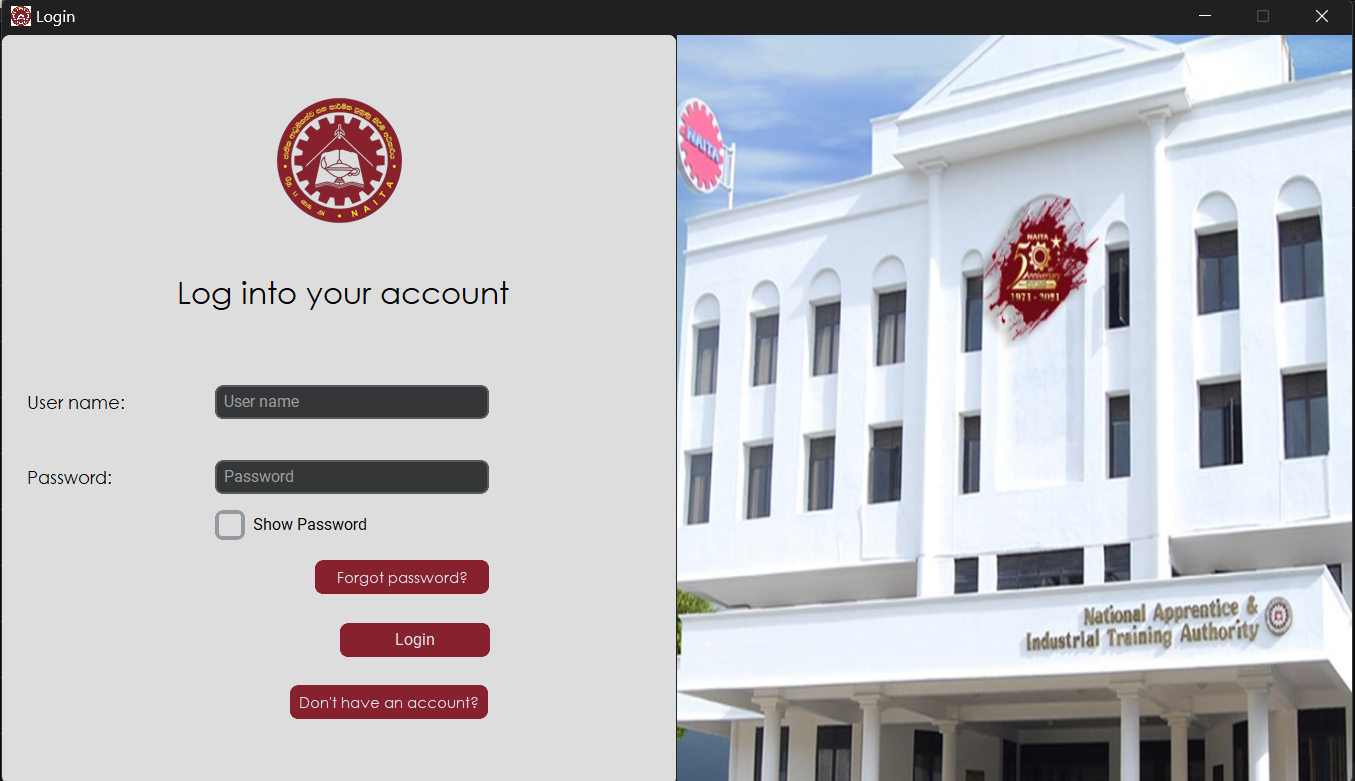 Login
NAITA
Log into your account
User name:
User name
Password:
Password
Show Password
Forgot password?
Login
Don't have an account?
NAITA
NAITA
50
Anniversary
1971 - 2021
National Apprentice &
Industrial Training Authority